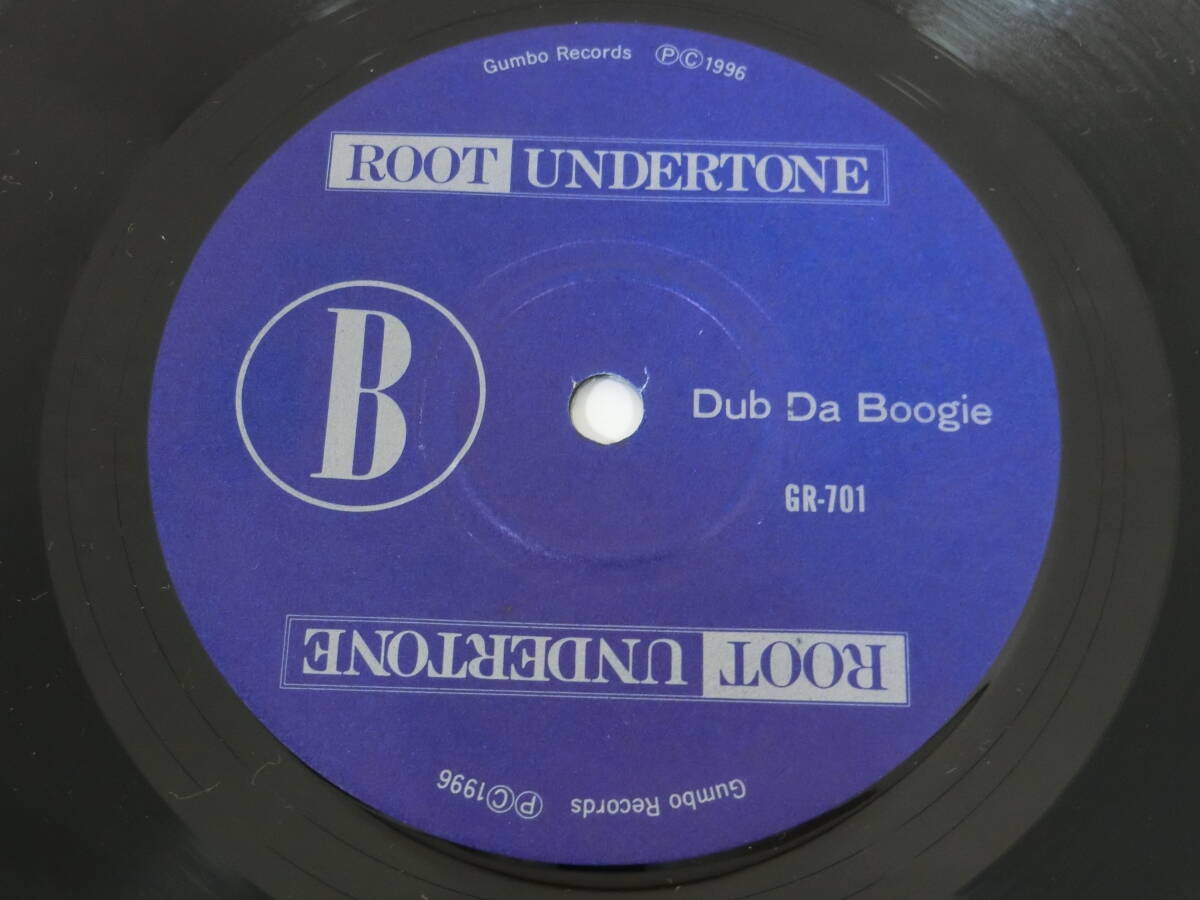 Gumbo Records ℗©1996
ROOT UNDERTONE
B
Dub Da Boogie
GR-701
ROOT UNDERTONE
Gumbo Records ℗©1996